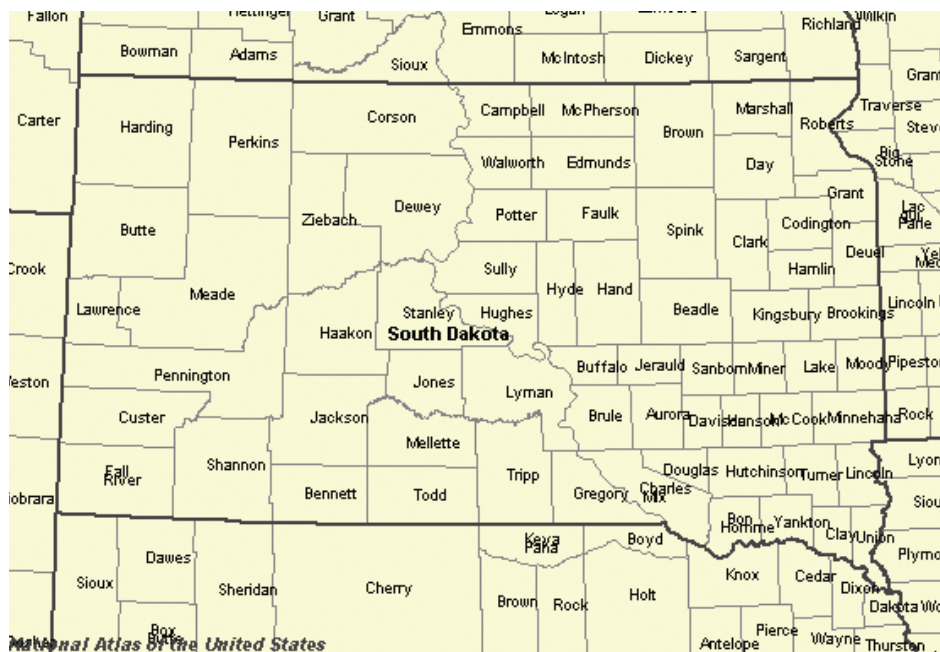 Fallon
Hettinger
Grant
Emmons
Logan
Richland
Wilkin
Bowman
Adams
Sioux
McIntosh
Dickey
Sargent
Grant
Carter
Harding
Perkins
Corson
Campbell
McPherson
Brown
Marshall
Roberts
Traverse
Steve
Walworth
Edmunds
Day
Big
Stone
Butte
Ziebach
Dewey
Potter
Faulk
Spink
Clark
Codington
Grant
Lac
qui
Parle
Crook
Lawrence
Meade
Sully
Hyde
Hand
Hamlin
Deuel
Yel
Med
Haakon
Stanley
Hughes
Beadle
Kingsbury
Brookings
Lincoln
South Dakota
Weston
Pennington
Jones
Lyman
Buffalo
Jerauld
Sanborn
Miner
Lake
Moody
Pipeston
Custer
Jackson
Mellette
Brule
Aurora
Davison
Hanson
McCook
Minnehaha
Rock
Fall
River
Shannon
Bennett
Todd
Tripp
Gregory
Charles
Mix
Douglas
Hutchinson
Turner
Lincoln
Lyon
Niobrara
Sioux
Dawes
Sheridan
Cherry
Keya
Paha
Boyd
Bon
Homme
Yankton
Clay
Union
Siou
Plymo
Box
Butte
Brown
Rock
Holt
Knox
Cedar
Dixon
Dakota
Wo
Antelope
Pierce
Wayne
Thurston
National Atlas of the United States